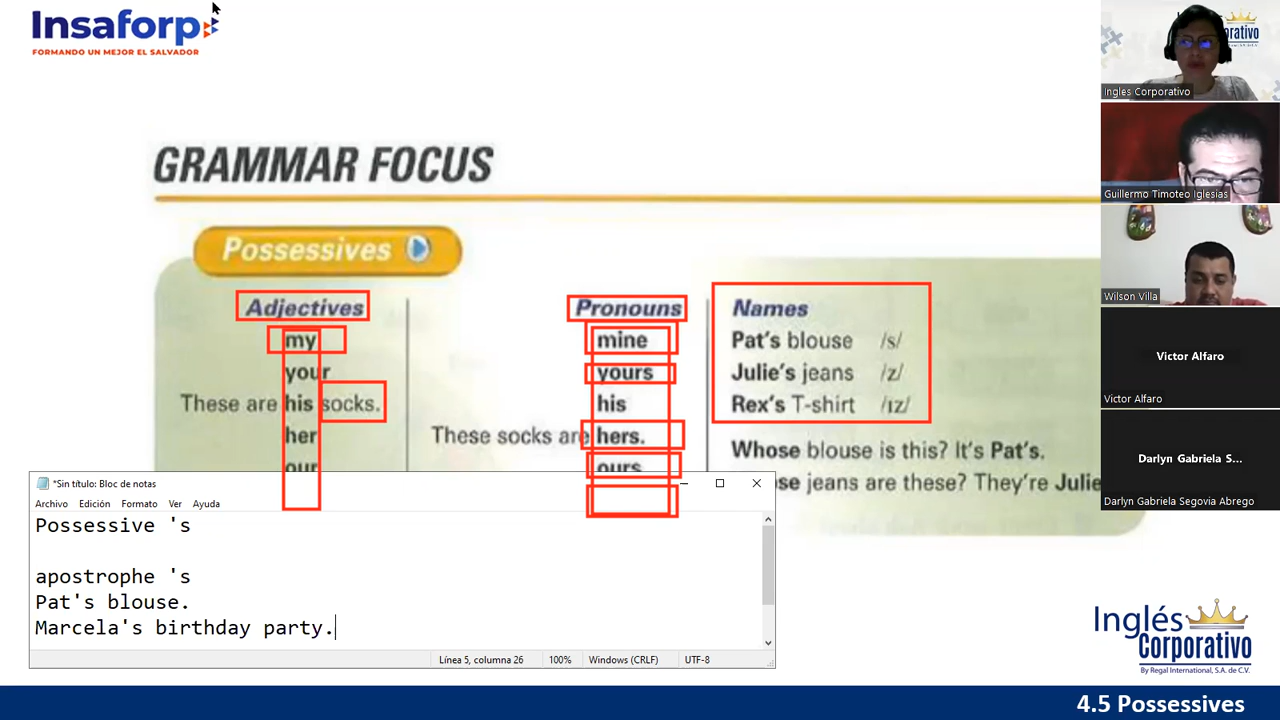 Insaforp
FORMANDO UN MEJOR EL SALVADOR
GRAMMAR FOCUS
Possessives
Adjectives
my
your
These are his socks.
her
our
Pronouns
mine
yours
his
These socks are hers.
ours
Names
Pat's blouse /s/
Julie's jeans /z/
Rex's T-shirt /ɪz/
Whose blouse is this? It's Pat's.
jeans are these? They're Julie
*Sin título: Bloc de notas
Archivo Edición Formato Ver Ayuda
Possessive 's
apostrophe 's
Pat's blouse.
Marcela's birthday party.
Línea 5, columna 26 100% Windows (CRLF) UTF-8
Ingles Corporativo
Guillermo Timoteo Iglesias
Wilson Villa
Victor Alfaro
Victor Alfaro
Darlyn Gabriela S...
Darlyn Gabriela Segovia Abrego
Inglés
Corporativo
By Regal International, S.A. de C.V.
4.5 Possessives